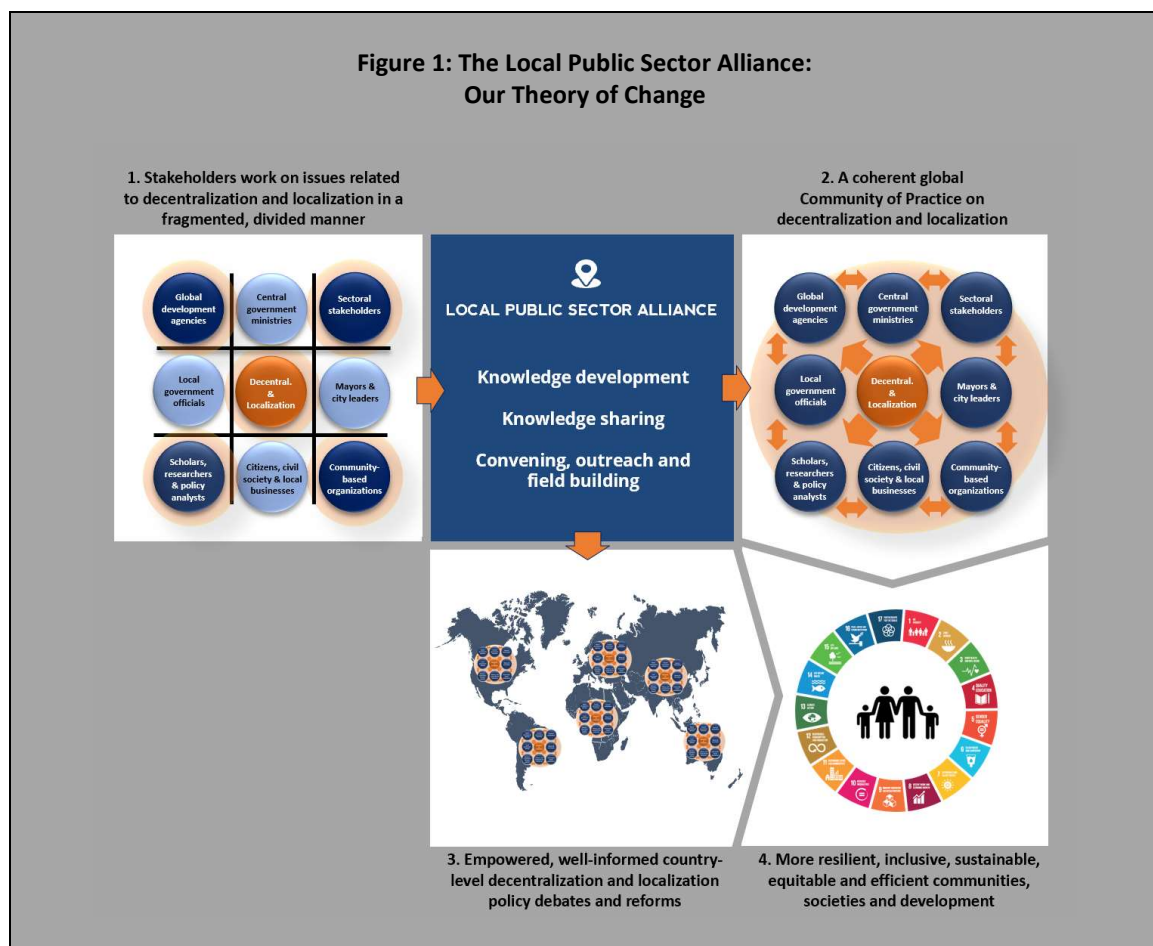 Figure 1: The Local Public Sector Alliance:
Our Theory of Change
1. Stakeholders work on issues related
to decentralization and localization in a
fragmented, divided manner
Global
development
agencies
Central
government
ministries
Sectoral
stakeholders
Local
government
officials
Decentral.
&
Localization
Mayors &
city leaders
Scholars,
researchers
& policy
analysts
Citizens, civil
society & local
businesses
Community-
based
organizations
LOCAL PUBLIC SECTOR ALLIANCE
Knowledge development
Knowledge sharing
Convening, outreach and
field building
2. A coherent global
Community of Practice on
decentralization and localization
Global
development
agencies
Central
government
ministries
Sectoral
stakeholders
Local
government
officials
Decentral.
&
Localization
Mayors &
city leaders
Scholars,
researchers
& policy
analysts
Citizens, civil
society & local
businesses
Community-
based
organizations
3. Empowered, well-informed country-
level decentralization and localization
policy debates and reforms
4. More resilient, inclusive, sustainable,
equitable and efficient communities,
societies and development